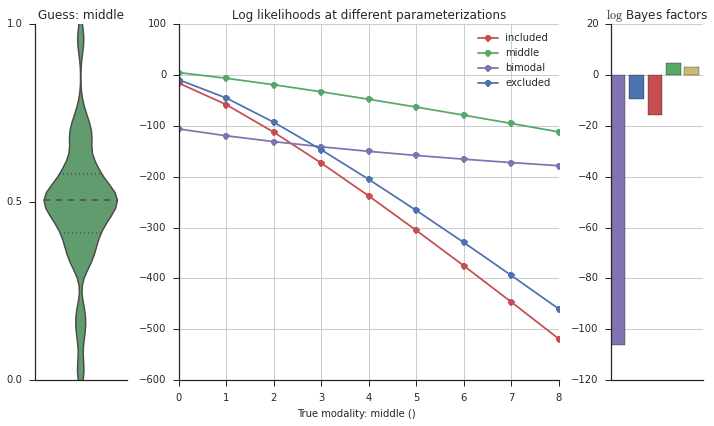 Guess: middle
1.0
0.5
0.0
Log likelihoods at different parameterizations
100
0
−100
−200
−300
−400
−500
−600
included
middle
bimodal
excluded
0 1 2 3 4 5 6 7 8
True modality: middle ()
log Bayes factors
20
0
−20
−40
−60
−80
−100
−120